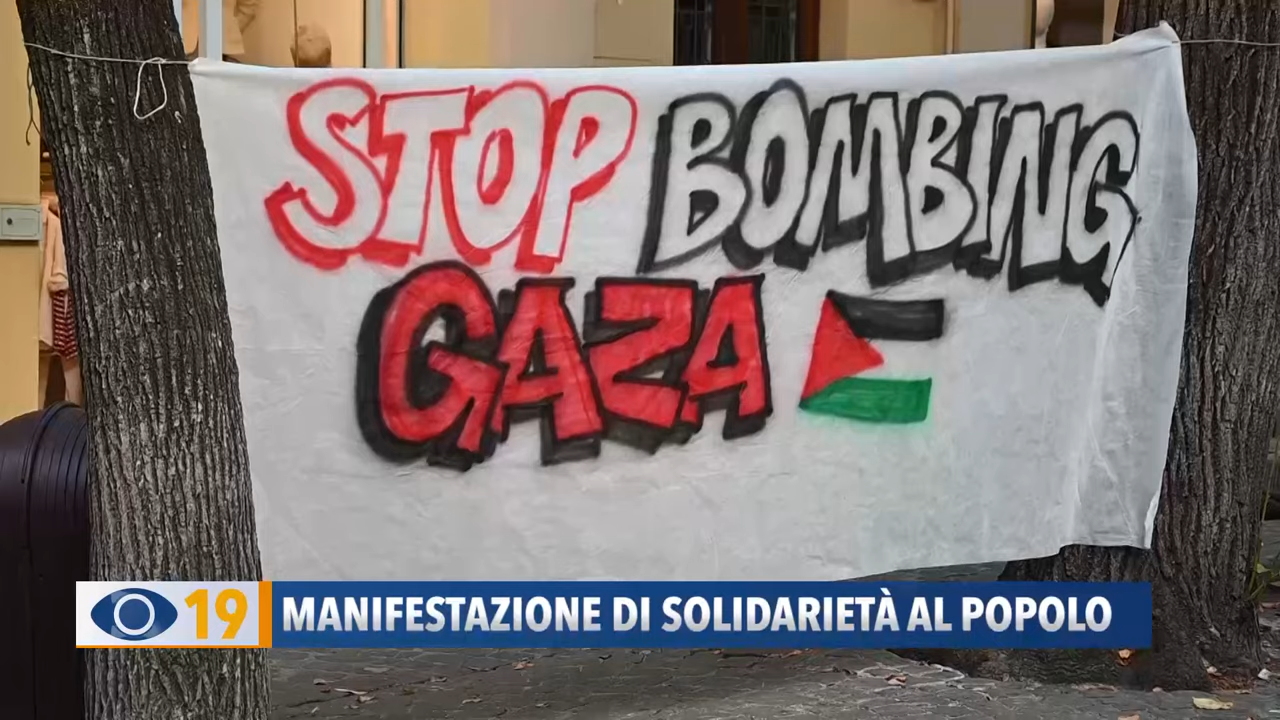 STOP BOMBING
GAZA
19 MANIFESTAZIONE DI SOLIDARIETÀ AL POPOLO